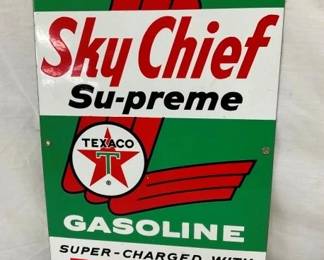 Sky Chief
Su-preme
TEXACO
T
®
GASOLINE
SUPER-CHARGED WITH